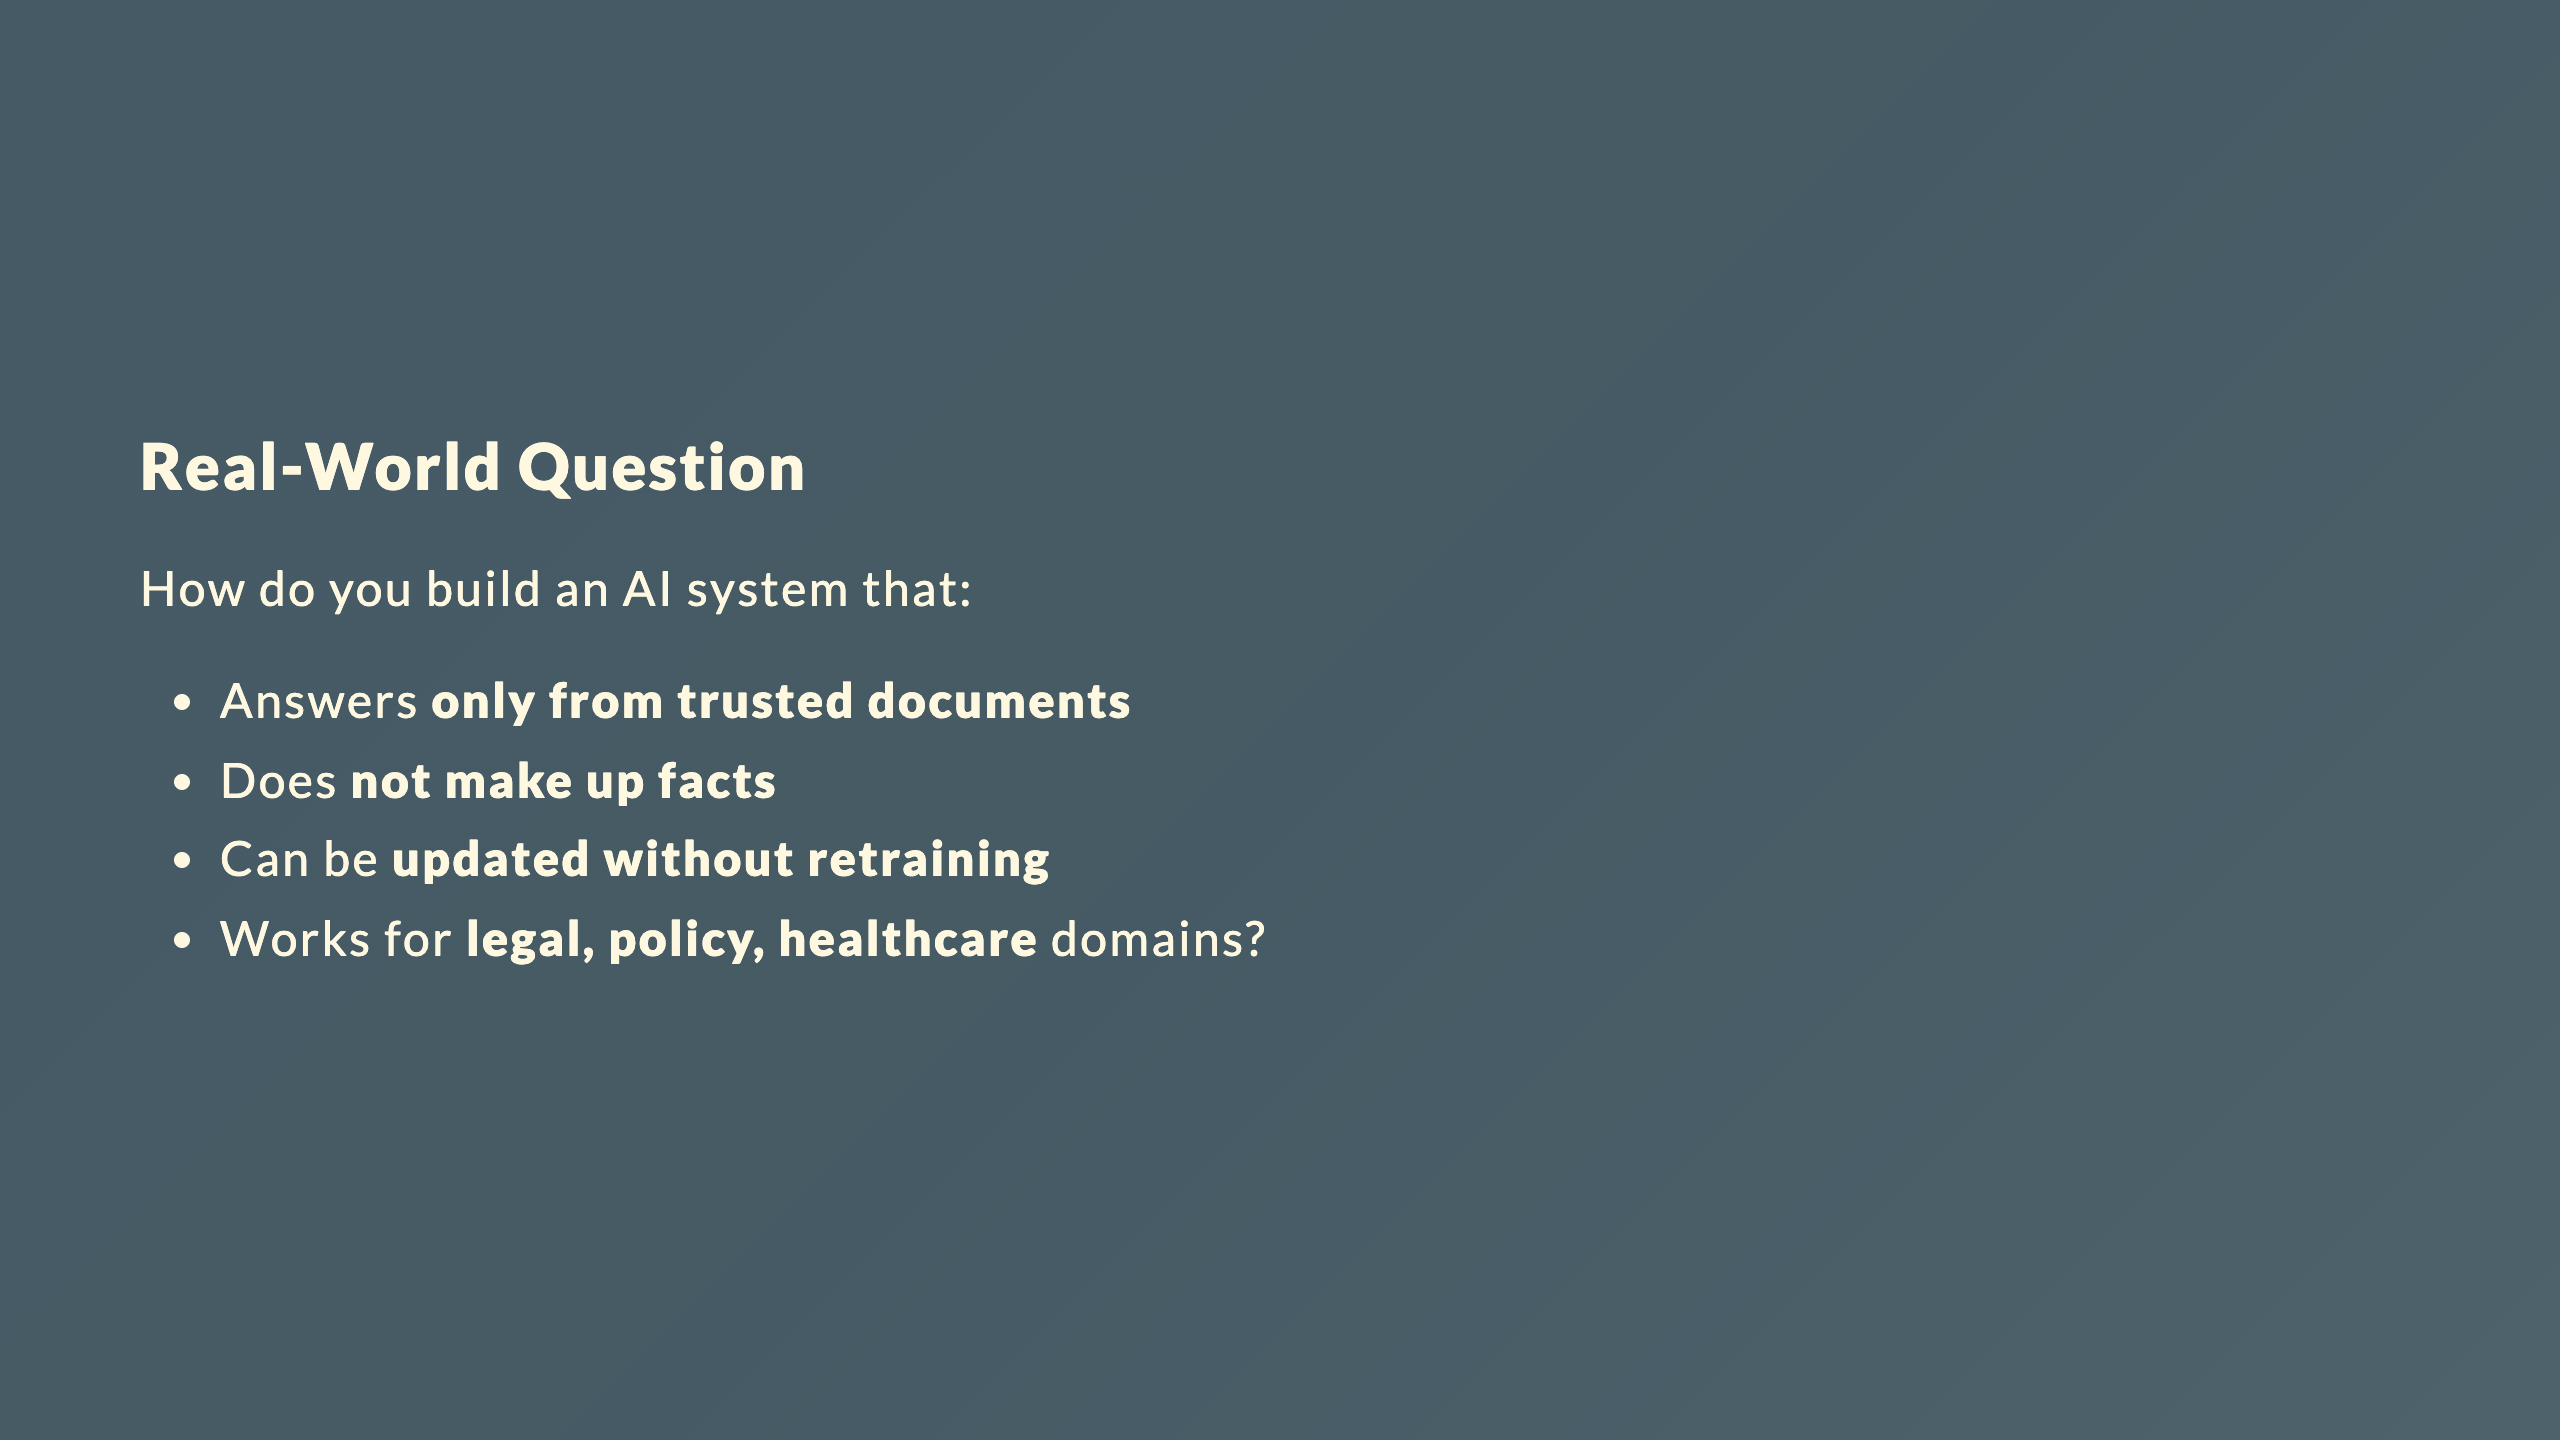 Real-World Question
How do you build an AI system that:
• Answers only from trusted documents
• Does not make up facts
• Can be updated without retraining
• Works for legal, policy, healthcare domains?